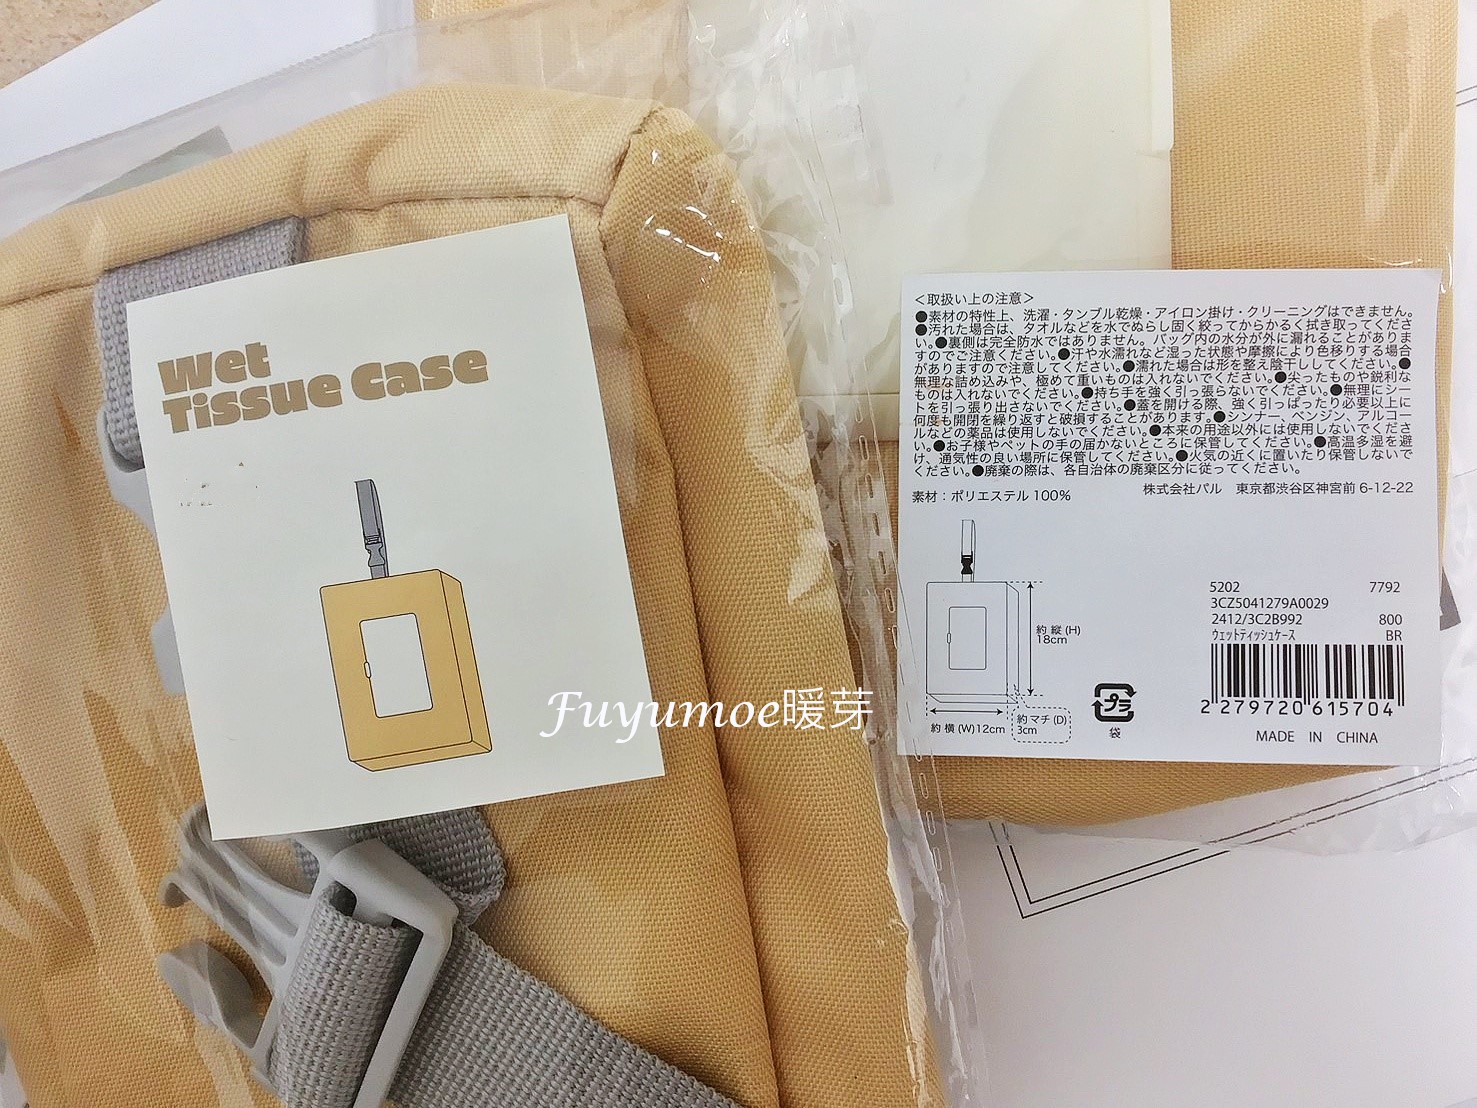 Wet
Tissue Case
<取扱い上の注意>
●素材の特性上、洗濯・タンブル乾燥・アイロン掛け・クリーニングはできません。
●汚れた場合は、タオルなどを水でぬらし固く絞ってからかるく拭き取ってくださ
い。●裏側は完全防水ではありません。バッグ内の水分が外に漏れることがありま
すのでご注意ください。●汗や水濡れなど湿った状態や摩擦により色移りする場合
がありますので注意してください。●濡れた場合は形を整え陰干ししてください。●
無理な詰め込みや、極めて重いものは入れないでください。●尖ったものや鋭利な
ものは入れないでください。●持ち手を強く引っ張らないでください。●無理にシー
トを引っ張り出さないでください。●蓋を開ける際、強く引っぱったり必要以上に
何度も開閉を繰り返すと破損することがあります。●シンナー、ベンジン、アルコー
ルなどの薬品は使用しないでください。●本来の用途以外には使用しないでくださ
い。●お子様やペットの手の届かないところに保管してください。●高温多湿を避
け、通気性の良い場所に保管してください。●火気の近くに置いたり保管しないで
ください。●廃棄の際は、各自治体の廃棄区分に従ってください。
素材：ポリエステル 100% 株式会社パル 東京都渋谷区神宮前 6-12-22
5202 7792
3CZ5041279A0029
2412/3C2B992 800
ｳｪｯﾄﾃｨｯｼｭｹｰｽ BR
約 縦 (H)
18cm
約 横 (W)12cm
約 マチ (D)
3cm
プラ
袋
2 279720 615704
MADE IN CHINA
Fuyumoe暖芽